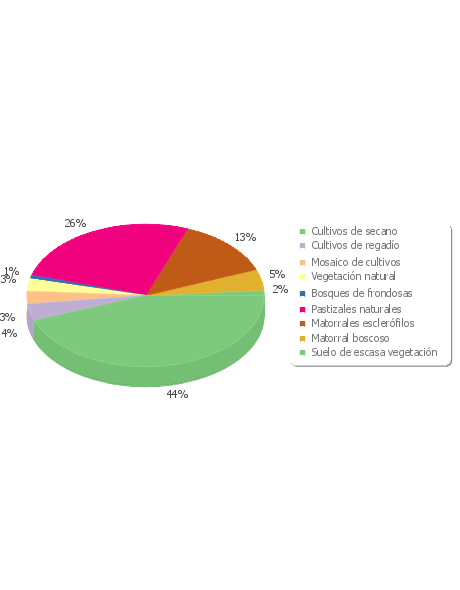 26%
13%
1%
3%
5%
2%
3%
4%
44%
Cultivos de secano
Cultivos de regadío
Mosaico de cultivos
Vegetación natural
Bosques de frondosas
Pastizales naturales
Matorrales esclerófilos
Matorral boscoso
Suelo de escasa vegetación